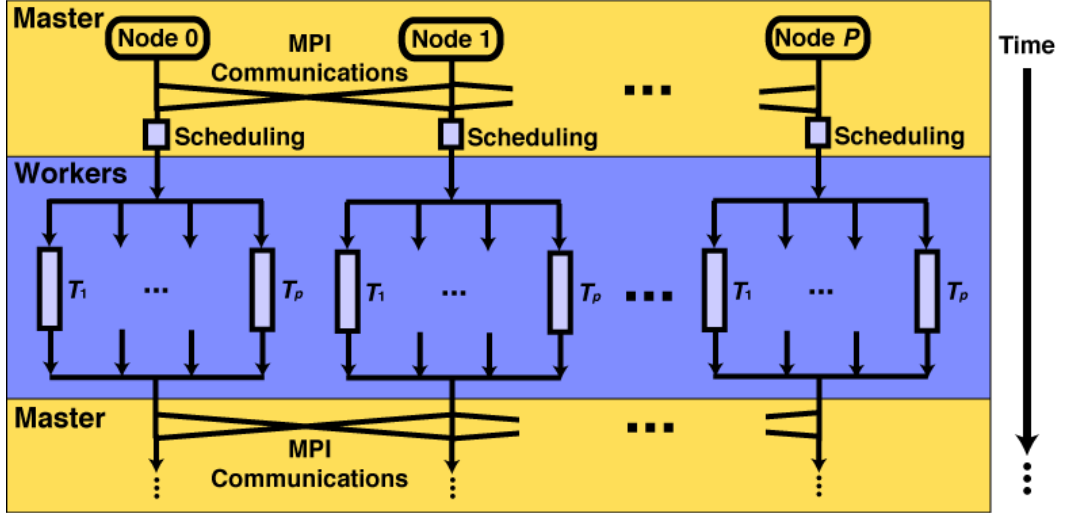 Master
Node 0
Node 1
Node P
Time
MPI
Communications
...
Scheduling
Scheduling
Scheduling
Workers
T1
...
Tp
T1
...
Tp
...
T1
...
Tp
Master
...
MPI
Communications